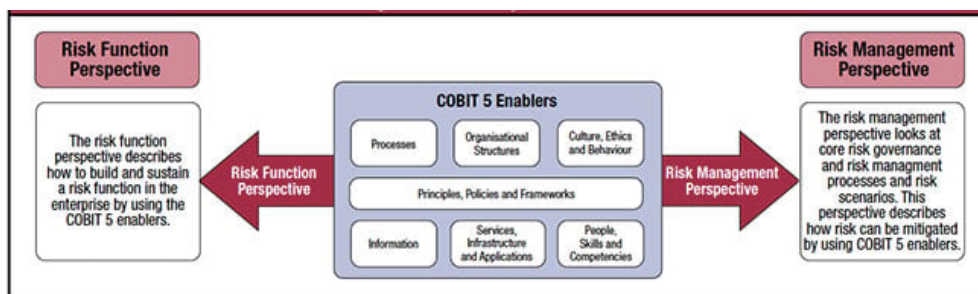 Risk Function
Perspective
The risk function
perspective describes
how to build and sustain
a risk function in the
enterprise by using the
COBIT 5 enablers.
Risk Function
Perspective
COBIT 5 Enablers
Processes
Organisational
Structures
Culture, Ethics
and Behaviour
Principles, Policies and Frameworks
Information
Services,
Infrastructure
and Applications
People,
Skills and
Competencies
Risk Management
Perspective
Risk Management
Perspective
The risk management
perspective looks at
core risk governance
and risk managment
processes and risk
scenarios. This
perspective describes
how risk can be mitigated
by using COBIT 5 enablers.